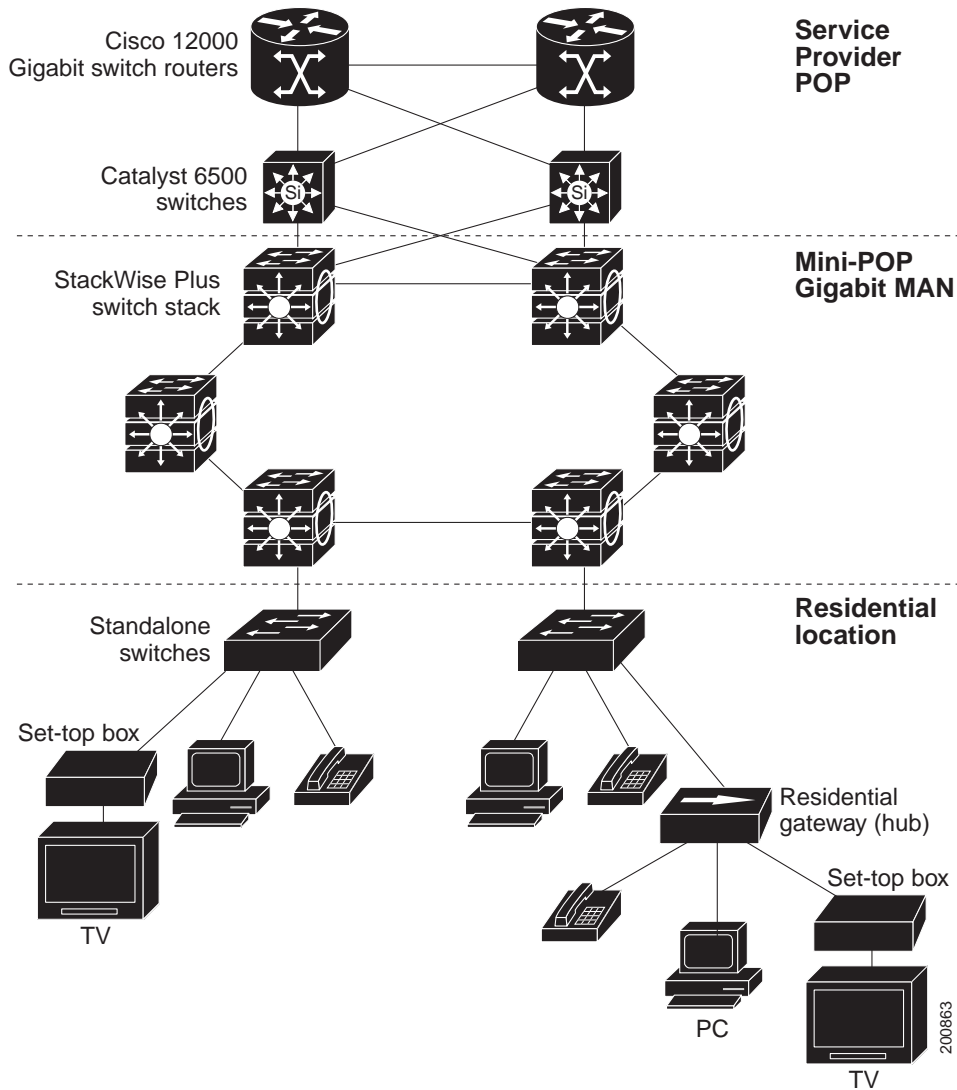 Cisco 12000
Gigabit switch routers
Service
Provider
POP
Catalyst 6500
switches
Si
Si
StackWise Plus
switch stack
Mini-POP
Gigabit MAN
Standalone
switches
Residential
location
Set-top box
TV
Residential
gateway (hub)
Set-top box
PC
TV
200863